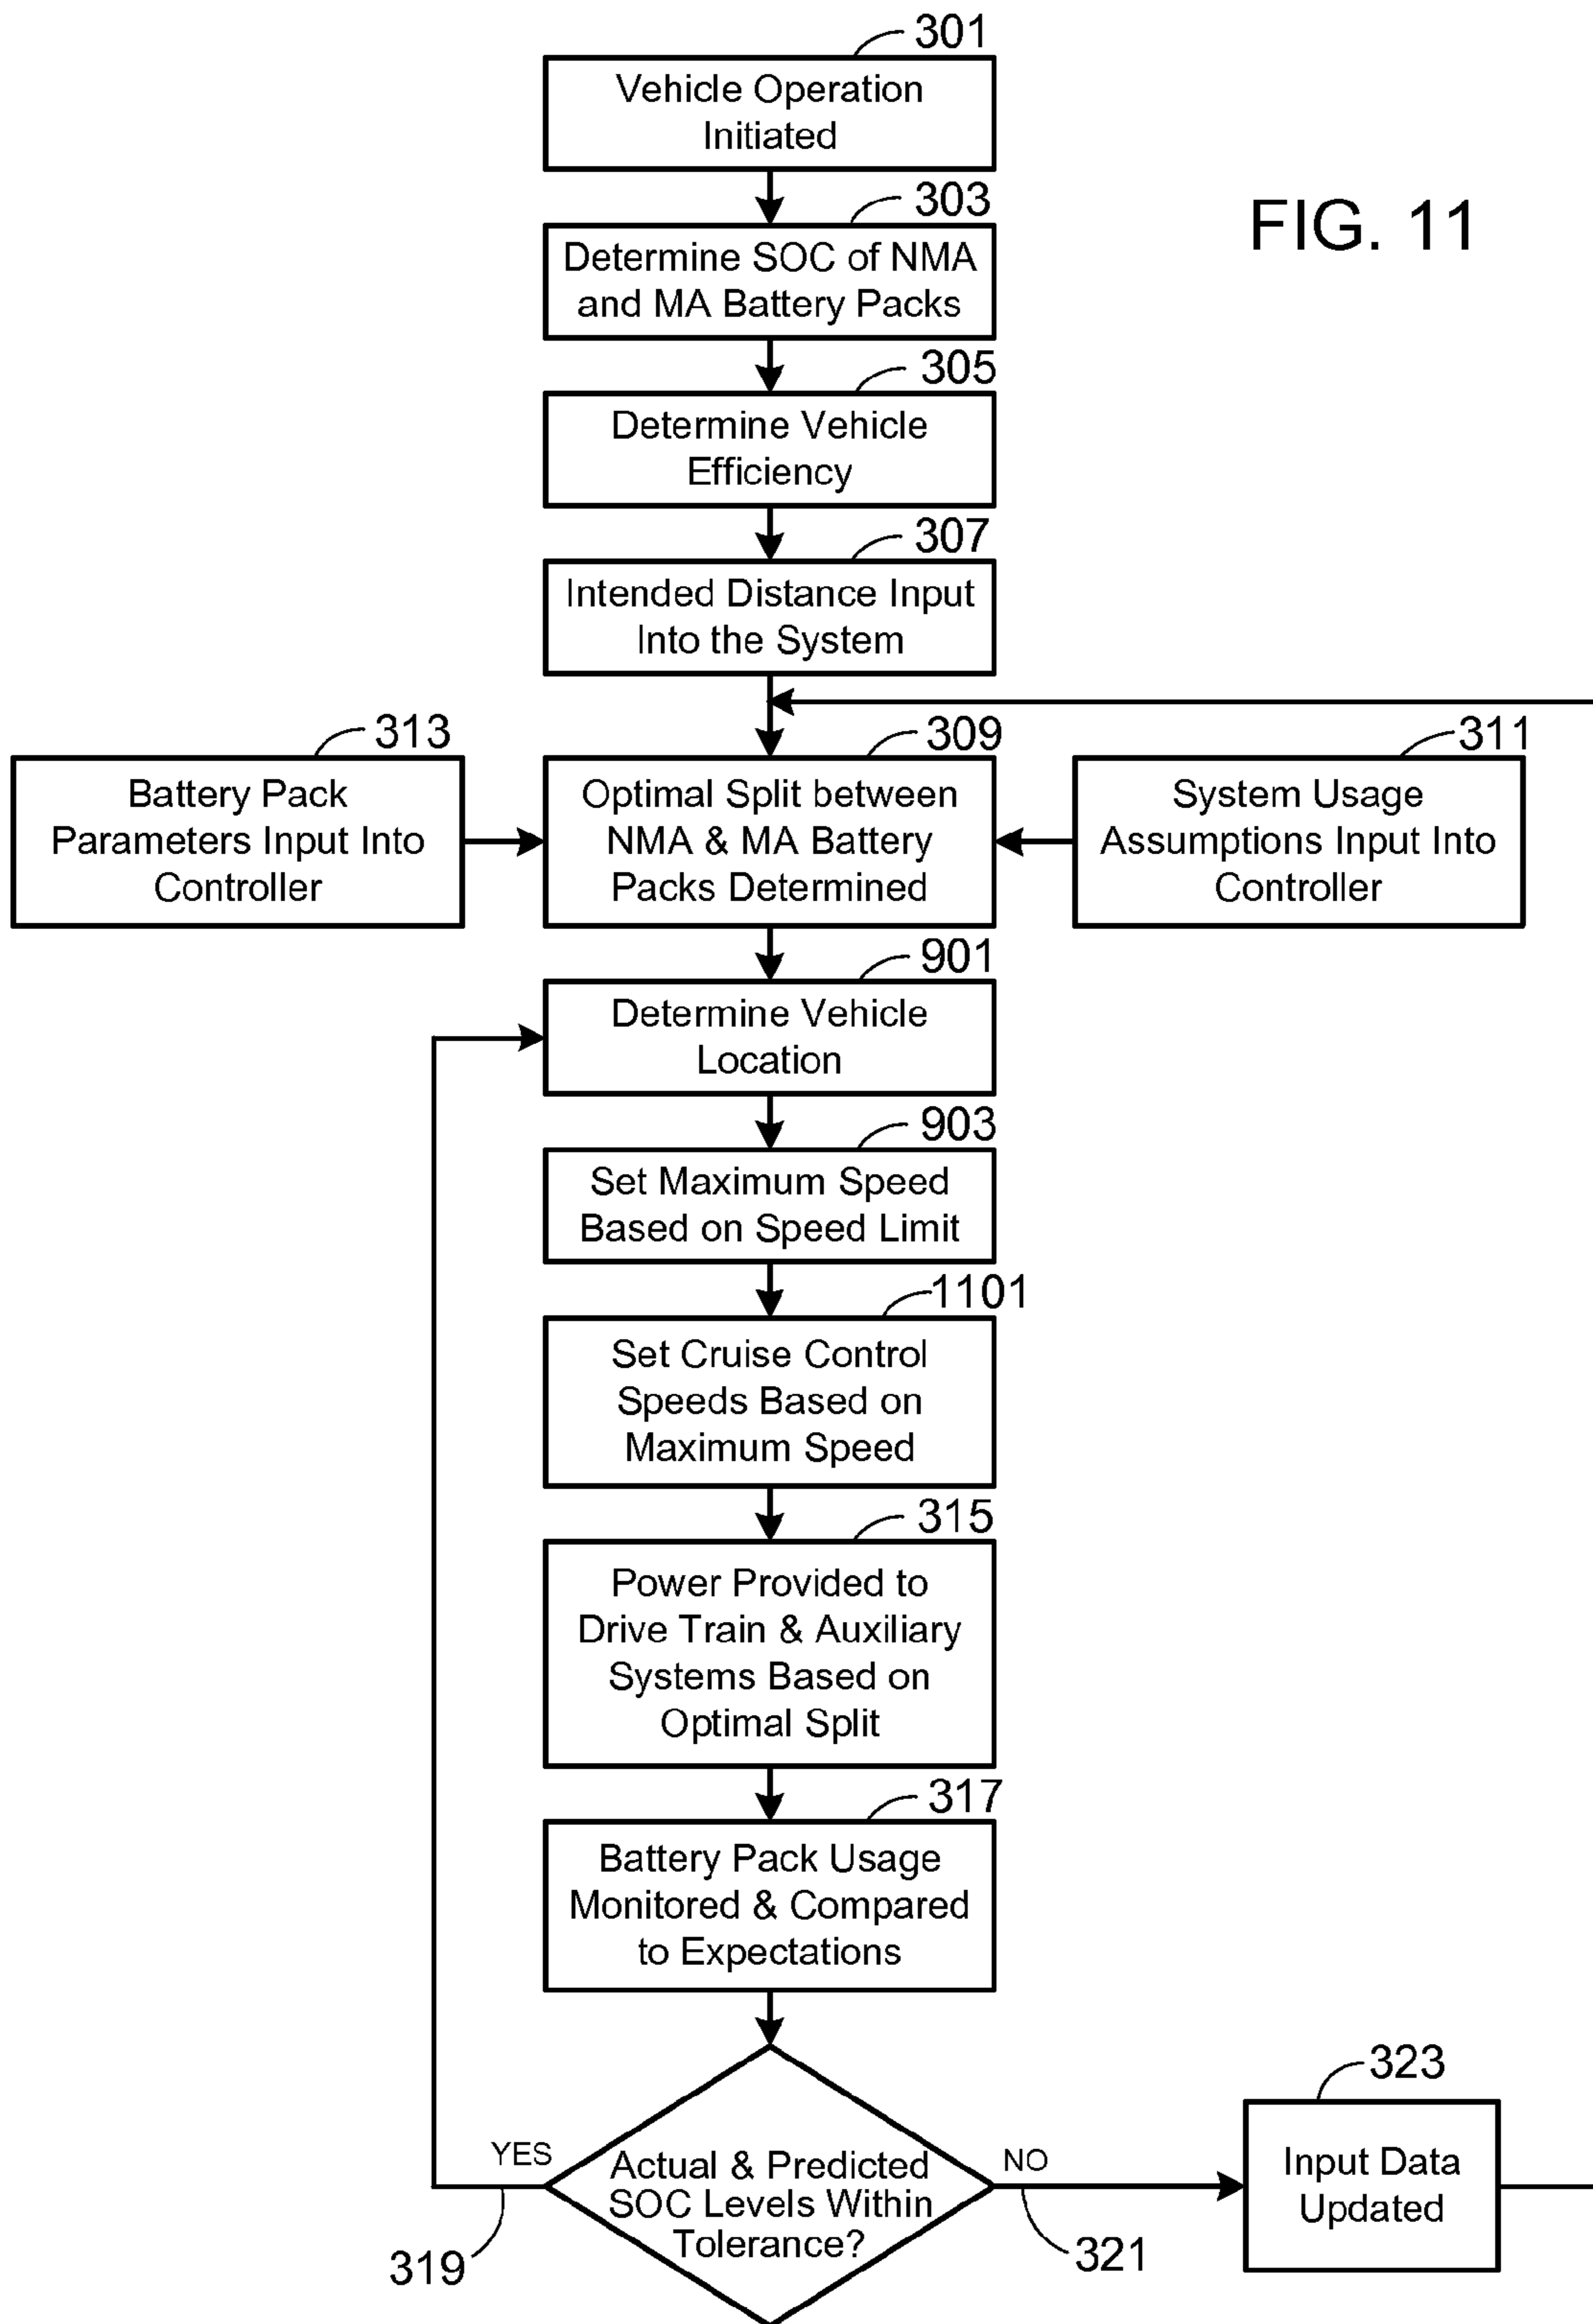 301
Vehicle Operation
Initiated
303
FIG. 11
Determine SOC of NMA
and MA Battery Packs
305
Determine Vehicle
Efficiency
307
Intended Distance Input
Into the System
313
Battery Pack
Parameters Input Into
Controller
309
Optimal Split between
NMA & MA Battery
Packs Determined
311
System Usage
Assumptions Input Into
Controller
901
Determine Vehicle
Location
903
Set Maximum Speed
Based on Speed Limit
1101
Set Cruise Control
Speeds Based on
Maximum Speed
315
Power Provided to
Drive Train & Auxiliary
Systems Based on
Optimal Split
317
Battery Pack Usage
Monitored & Compared
to Expectations
YES
Actual & Predicted
SOC Levels Within
Tolerance?
NO
319
321
323
Input Data
Updated